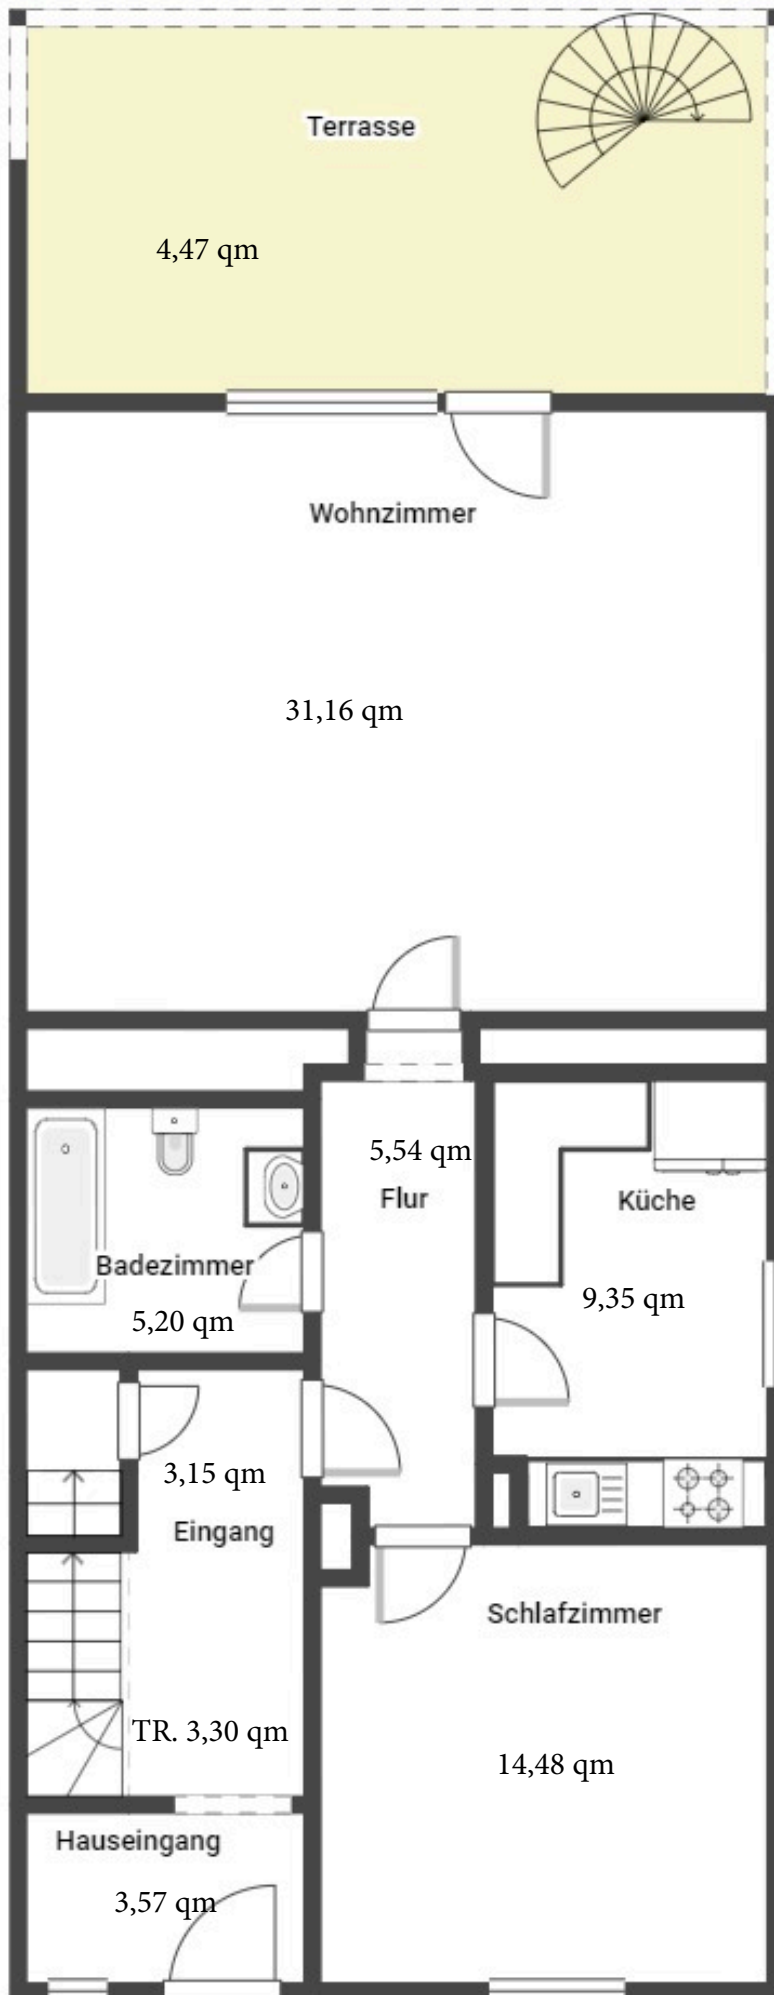 Terrasse
4,47 qm
Wohnzimmer
31,16 qm
5,54 qm
Flur
Küche
9,35 qm
Badezimmer
5,20 qm
3,15 qm
Eingang
Schlafzimmer
14,48 qm
TR. 3,30 qm
Hauseingang
3,57 qm